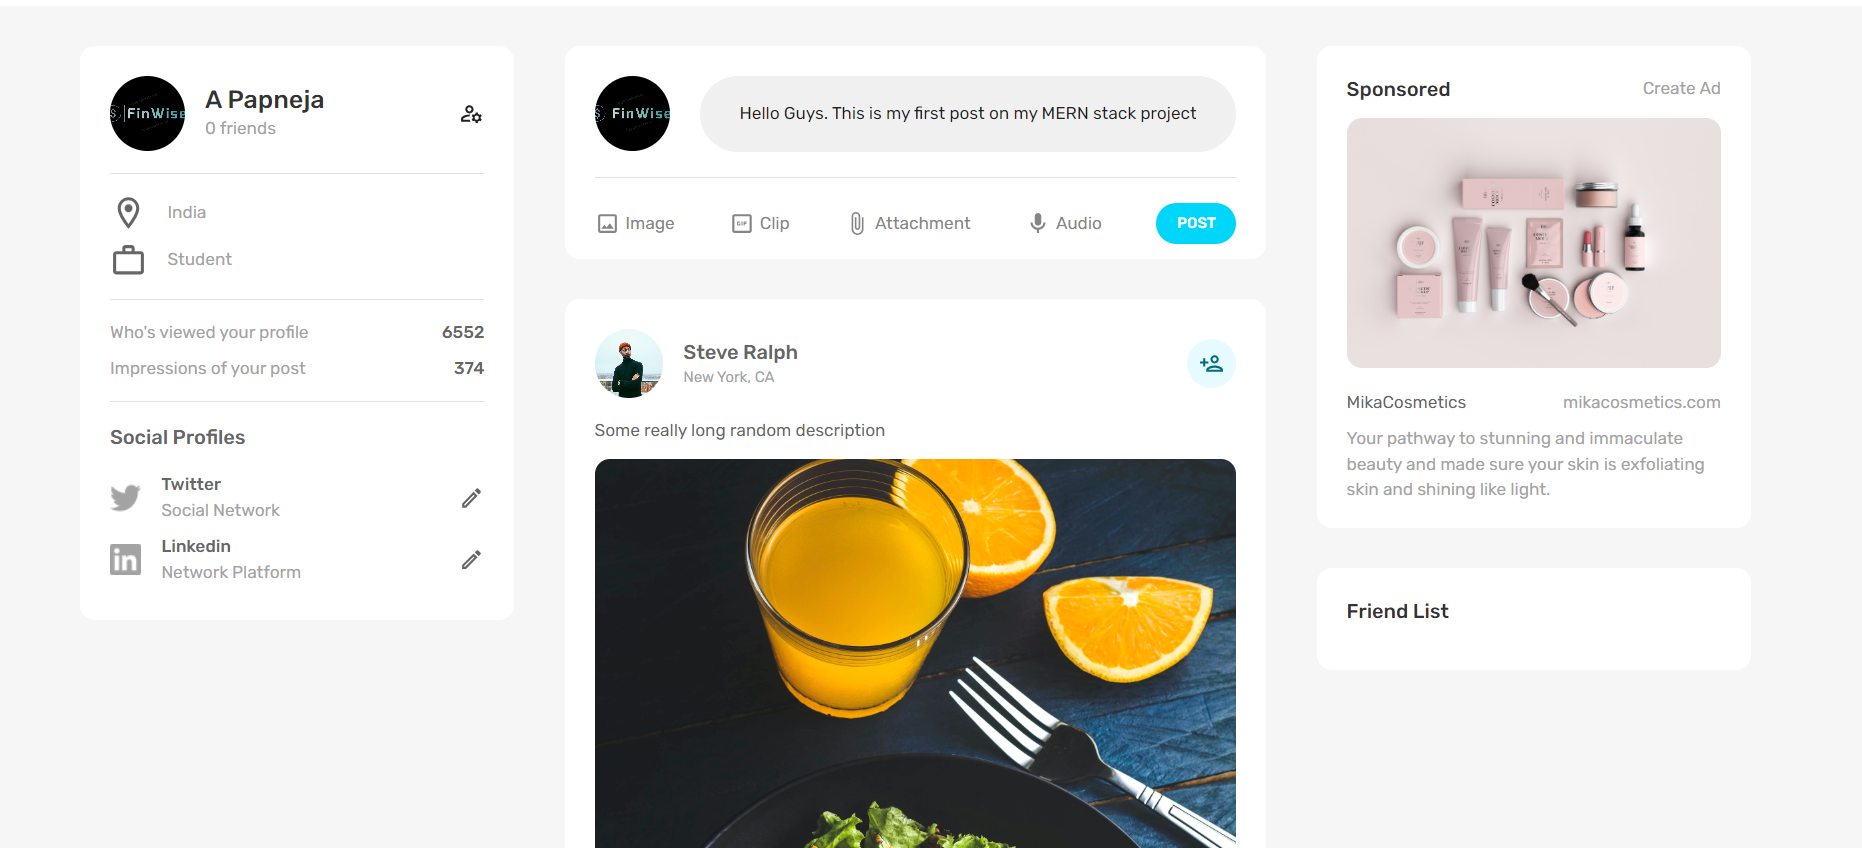 FinWise
A Papneja
0 friends
India
Student
Who's viewed your profile 6552
Impressions of your post 374
Social Profiles
Twitter
Social Network
Linkedin
Network Platform
FinWise
Hello Guys. This is my first post on my MERN stack project
Image Clip Attachment Audio POST
Steve Ralph
New York, CA
Some really long random description
Sponsored Create Ad
MikaCosmetics mikacosmetics.com
Your pathway to stunning and immaculate
beauty and made sure your skin is exfoliating
skin and shining like light.
Friend List